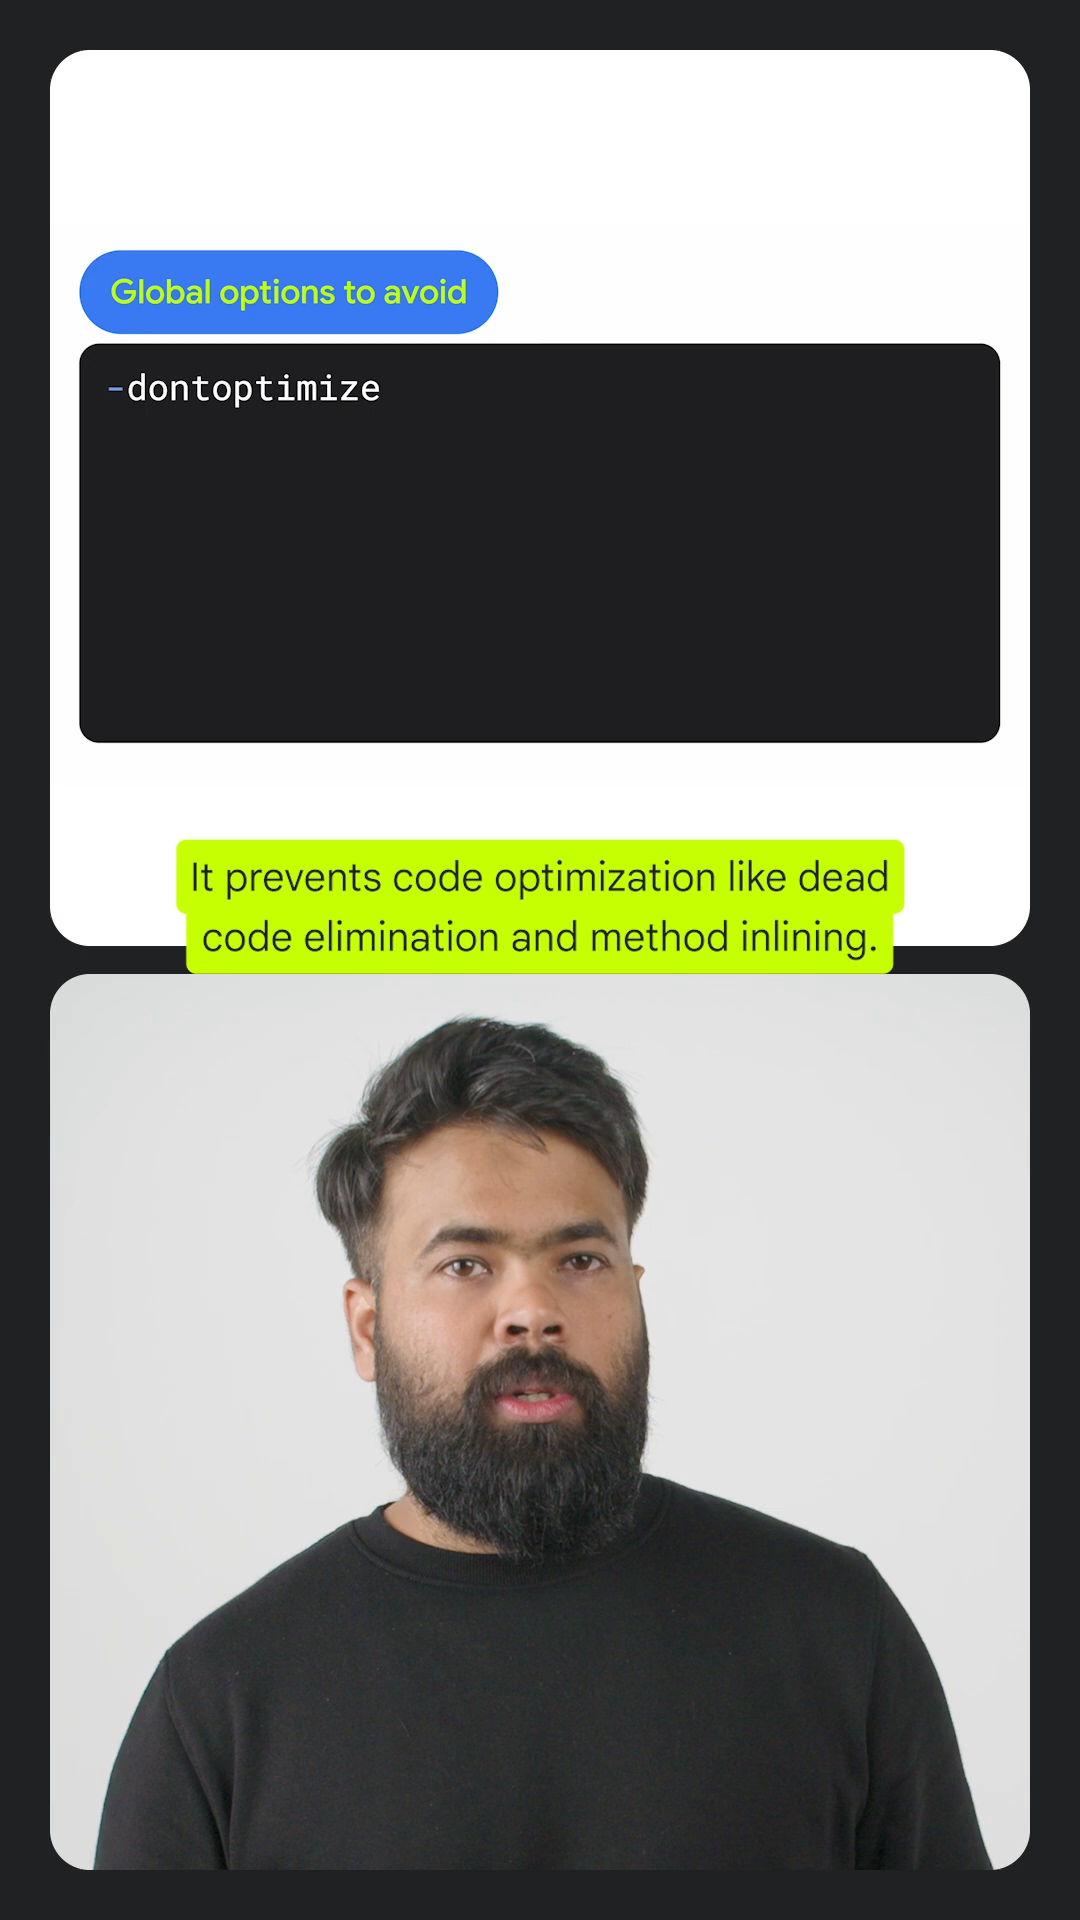 Global options to avoid
-dontoptimize
It prevents code optimization like dead
code elimination and method inlining.